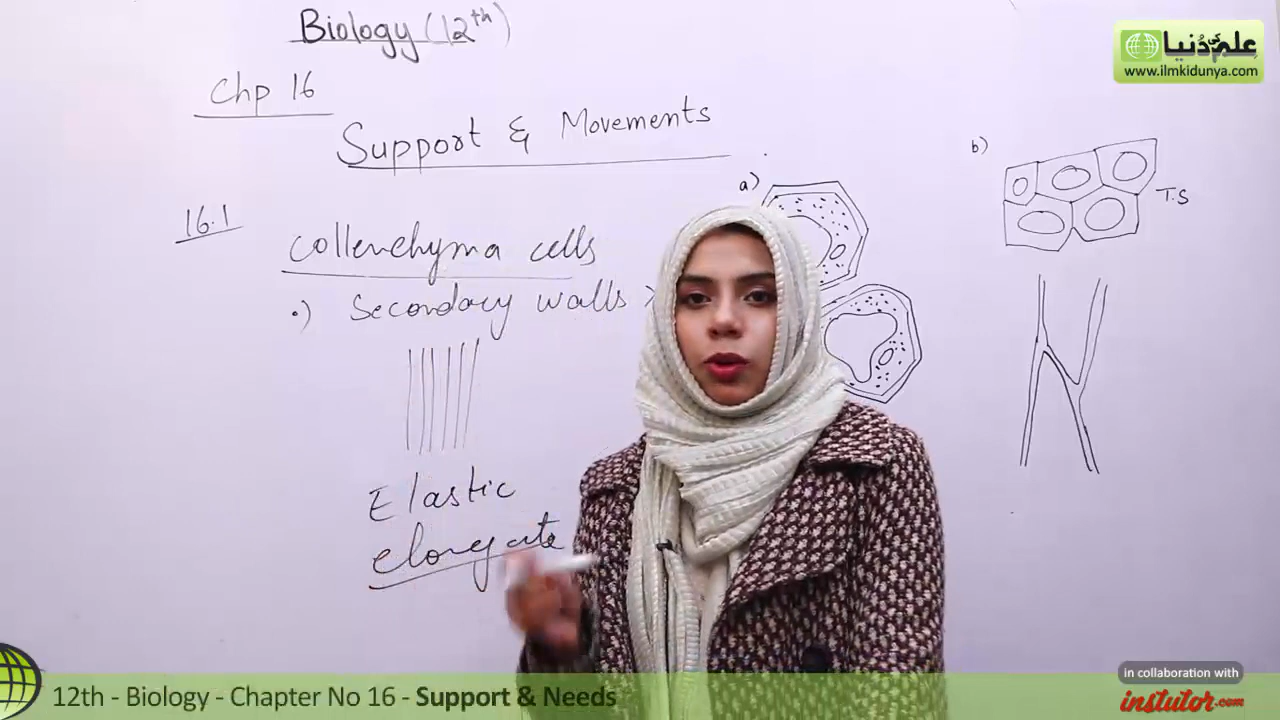 Biology (12th)
Chp 16
Support & Movements
16.1
Collenchyma cells
•) Secondary walls ×
Elastic
elongate
a)
b)
T.S
علم کی دُنیا
www.ilmkidunya.com
12th - Biology - Chapter No 16 - Support & Needs
in collaboration with
instutor.com